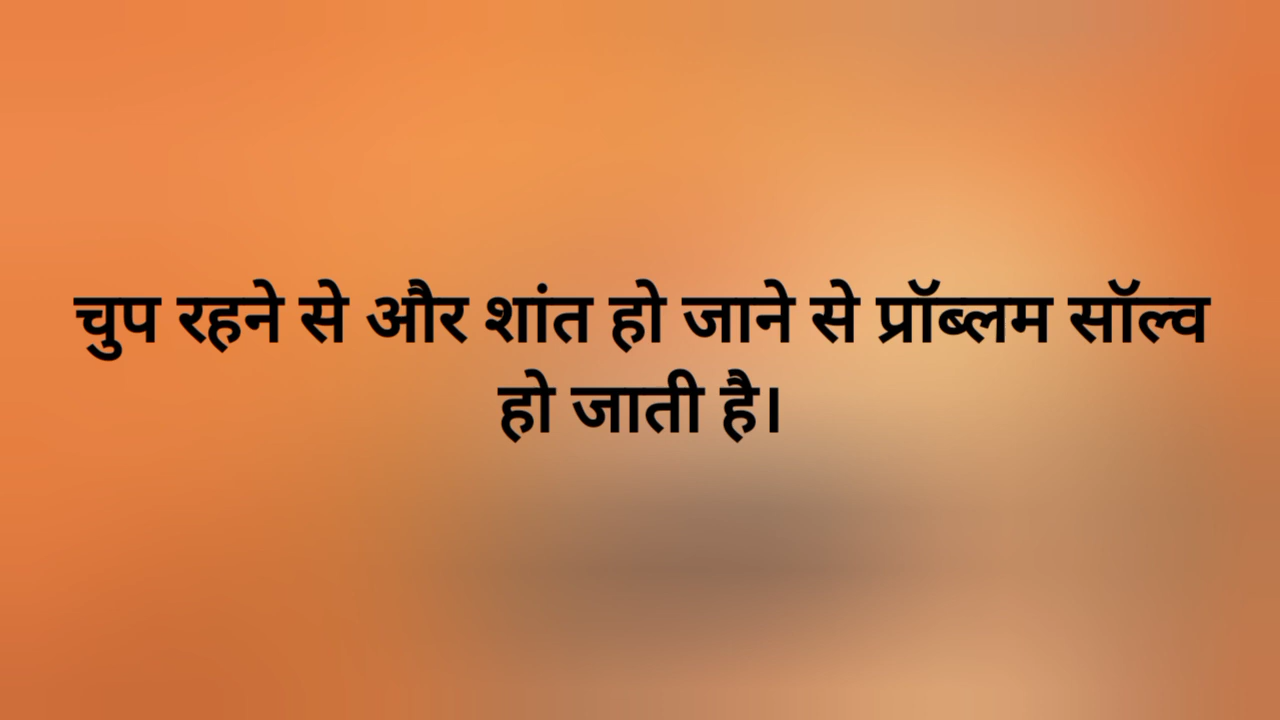 चुप रहने से और शांत हो जाने से प्रॉब्लम सॉल्व
हो जाती है।